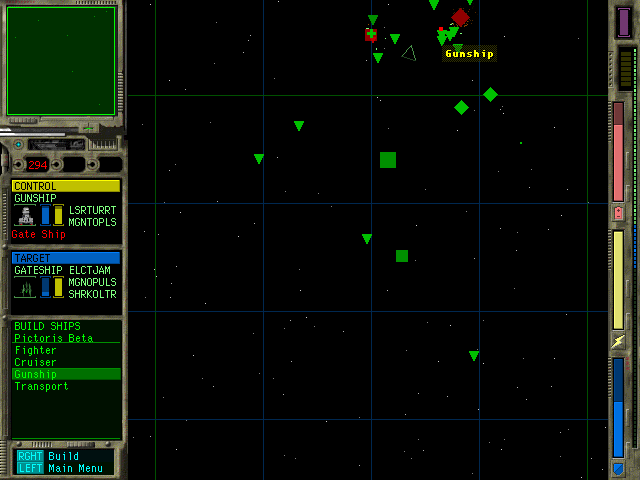 Gunship
294
CONTROL
GUNSHIP
LSRTURRT
MGNTOPLS
Gate Ship
TARGET
GATESHIP ELCTJAM
MGNOPULS
SHRKOLTR
BUILD SHIPS
Pictoris Beta
Fighter
Cruiser
Gunship
Transport
RGHT Build
LEFT Main Menu